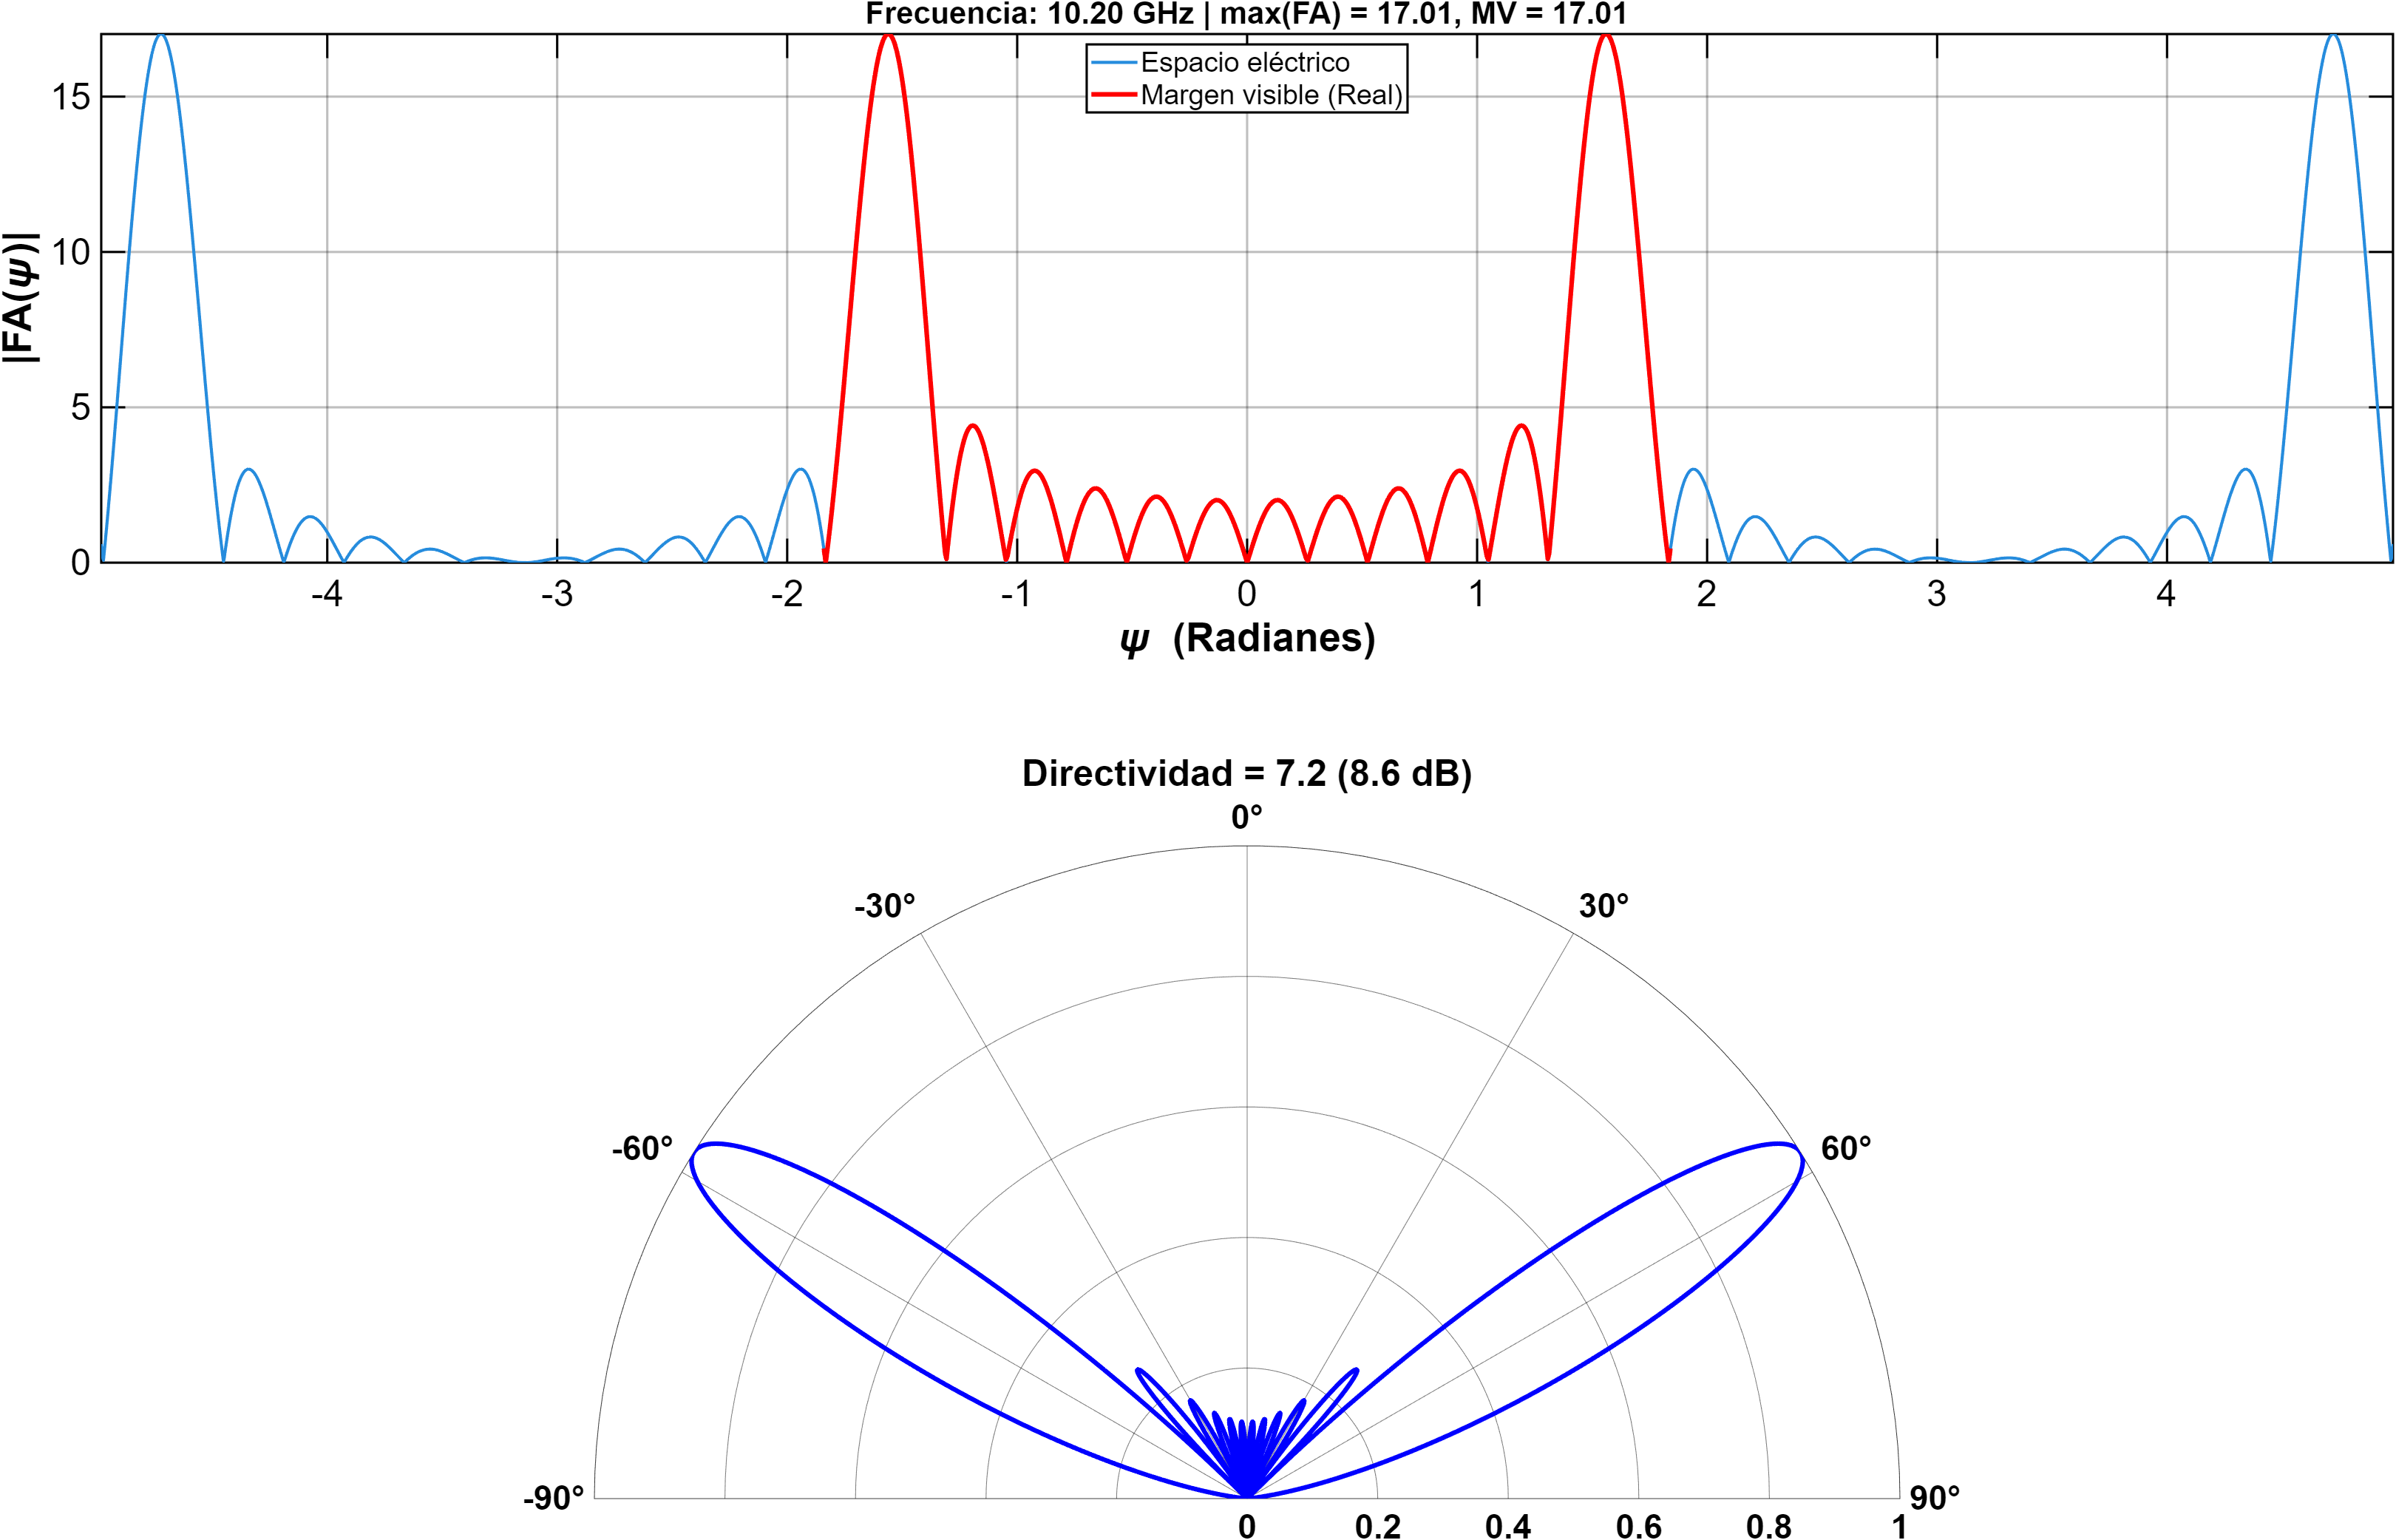 Frecuencia: 10.20 GHz | max(FA) = 17.01, MV = 17.01
Espacio eléctrico
Margen visible (Real)
15
10
5
0
|FA(ψ)|
-4 -3 -2 -1 0 1 2 3 4
ψ (Radianes)
Directividad = 7.2 (8.6 dB)
0°
-30° 30°
-60° 60°
-90° 90°
0 0.2 0.4 0.6 0.8 1